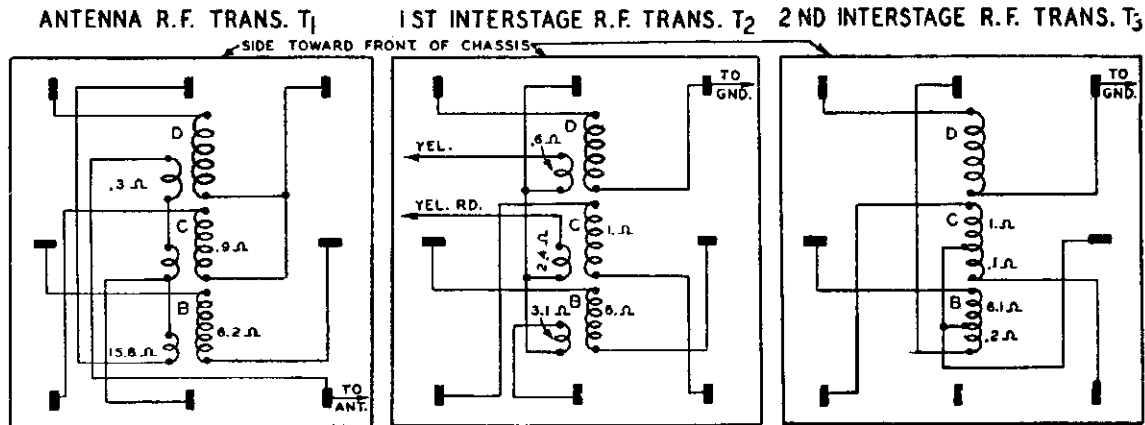 ANTENNA R.F. TRANS. T1
1ST INTERSTAGE R.F. TRANS. T2
2ND INTERSTAGE R.F. TRANS. T3
SIDE TOWARD FRONT OF CHASSIS
D
.3 Ω
C
.9 Ω
B
6.2 Ω
15.8 Ω
TO
ANT.
TO
GND.
D
.6 Ω
YEL.
YEL. RD.
C
1. Ω
2.4 Ω
B
3.1 Ω
6. Ω
TO
GND.
D
C
1. Ω
.1 Ω
B
6.1 Ω
.2 Ω